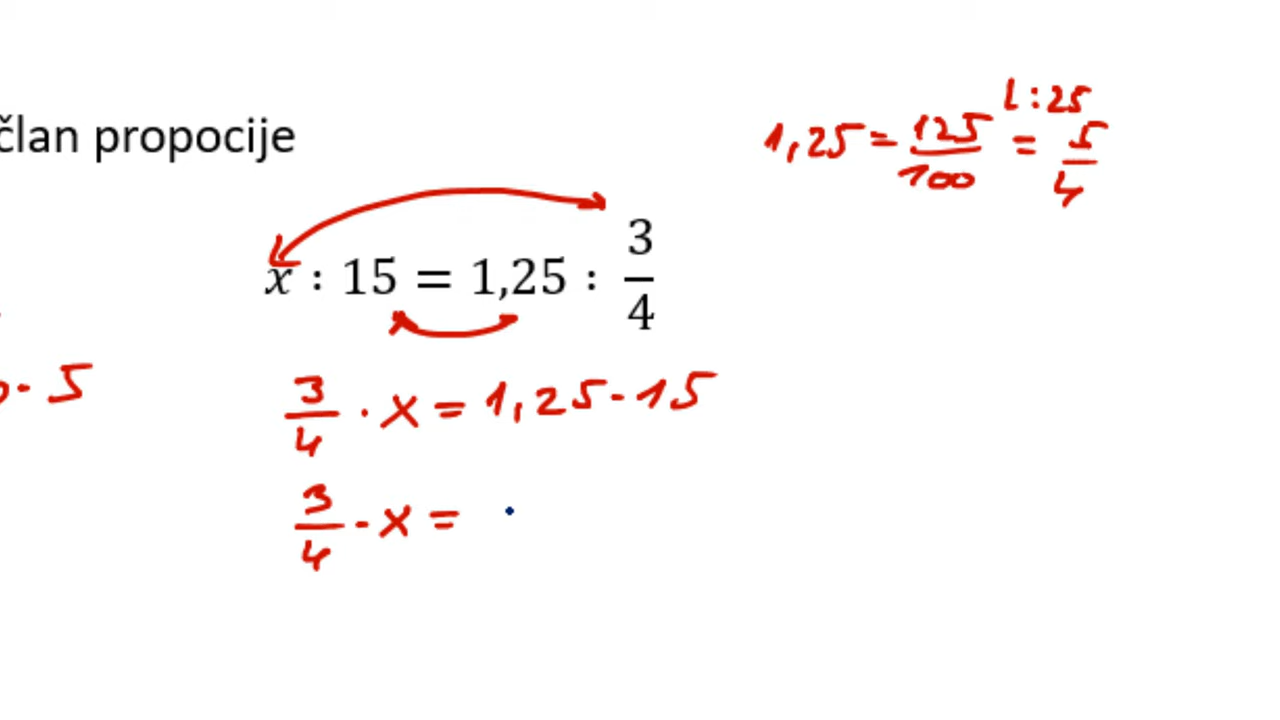 član propocije
1,25 = 125/100 = 5/4 |:25
x : 15 = 1,25 : 3/4
· 5
3/4 · x = 1,25 · 15
3/4 · x =